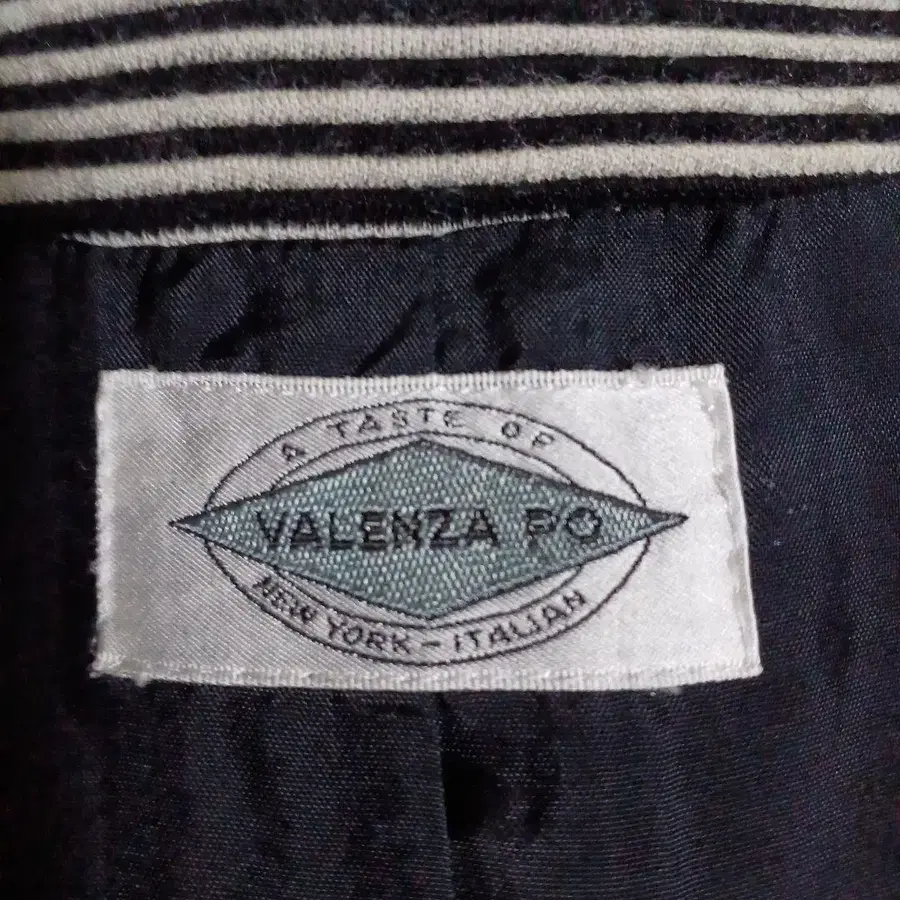 A TASTE OF
VALENZA PO
NEW YORK - ITALIAN